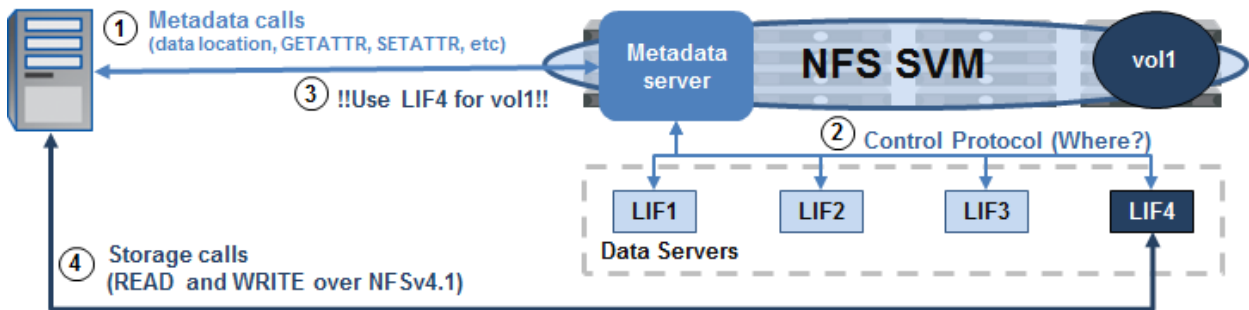 1
Metadata calls
(data location, GETATTR, SETATTR, etc)
Metadata
server
NFS SVM
vol1
3
!!Use LIF4 for vol1!!
2
Control Protocol (Where?)
LIF1
LIF2
LIF3
LIF4
Data Servers
4
Storage calls
(READ and WRITE over NFSv4.1)